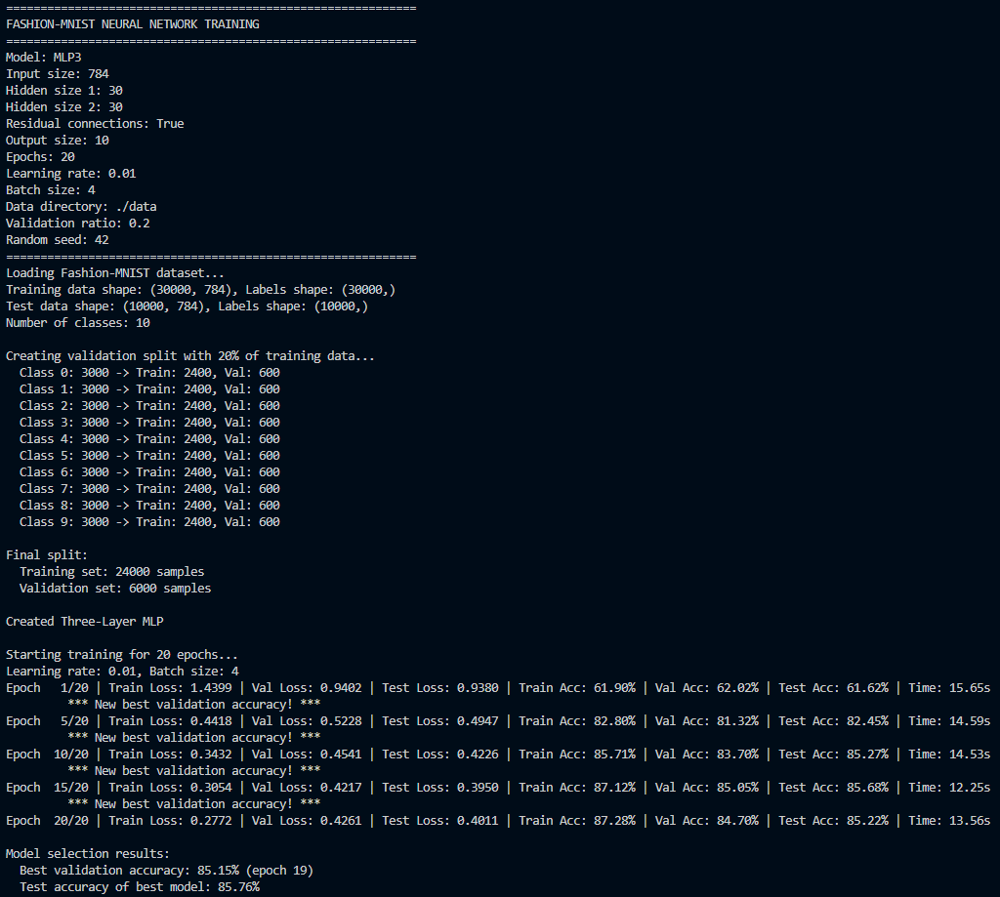 ============================================================
FASHION-MNIST NEURAL NETWORK TRAINING
============================================================
Model: MLP3
Input size: 784
Hidden size 1: 30
Hidden size 2: 30
Residual connections: True
Output size: 10
Epochs: 20
Learning rate: 0.01
Batch size: 4
Data directory: ./data
Validation ratio: 0.2
Random seed: 42
============================================================
Loading Fashion-MNIST dataset...
Training data shape: (30000, 784), Labels shape: (30000,)
Test data shape: (10000, 784), Labels shape: (10000,)
Number of classes: 10

Creating validation split with 20% of training data...
  Class 0: 3000 -> Train: 2400, Val: 600
  Class 1: 3000 -> Train: 2400, Val: 600
  Class 2: 3000 -> Train: 2400, Val: 600
  Class 3: 3000 -> Train: 2400, Val: 600
  Class 4: 3000 -> Train: 2400, Val: 600
  Class 5: 3000 -> Train: 2400, Val: 600
  Class 6: 3000 -> Train: 2400, Val: 600
  Class 7: 3000 -> Train: 2400, Val: 600
  Class 8: 3000 -> Train: 2400, Val: 600
  Class 9: 3000 -> Train: 2400, Val: 600

Final split:
  Training set: 24000 samples
  Validation set: 6000 samples

Created Three-Layer MLP

Starting training for 20 epochs...
Learning rate: 0.01, Batch size: 4
Epoch   1/20 | Train Loss: 1.4399 | Val Loss: 0.9402 | Test Loss: 0.9380 | Train Acc: 61.90% | Val Acc: 62.02% | Test Acc: 61.62% | Time: 15.65s
         *** New best validation accuracy! ***
Epoch   5/20 | Train Loss: 0.4418 | Val Loss: 0.5228 | Test Loss: 0.4947 | Train Acc: 82.80% | Val Acc: 81.32% | Test Acc: 82.45% | Time: 14.59s
         *** New best validation accuracy! ***
Epoch  10/20 | Train Loss: 0.3432 | Val Loss: 0.4541 | Test Loss: 0.4226 | Train Acc: 85.71% | Val Acc: 83.70% | Test Acc: 85.27% | Time: 14.53s
         *** New best validation accuracy! ***
Epoch  15/20 | Train Loss: 0.3054 | Val Loss: 0.4217 | Test Loss: 0.3950 | Train Acc: 87.12% | Val Acc: 85.05% | Test Acc: 85.68% | Time: 12.25s
         *** New best validation accuracy! ***
Epoch  20/20 | Train Loss: 0.2772 | Val Loss: 0.4261 | Test Loss: 0.4011 | Train Acc: 87.28% | Val Acc: 84.70% | Test Acc: 85.22% | Time: 13.56s

Model selection results:
  Best validation accuracy: 85.15% (epoch 19)
  Test accuracy of best model: 85.76%